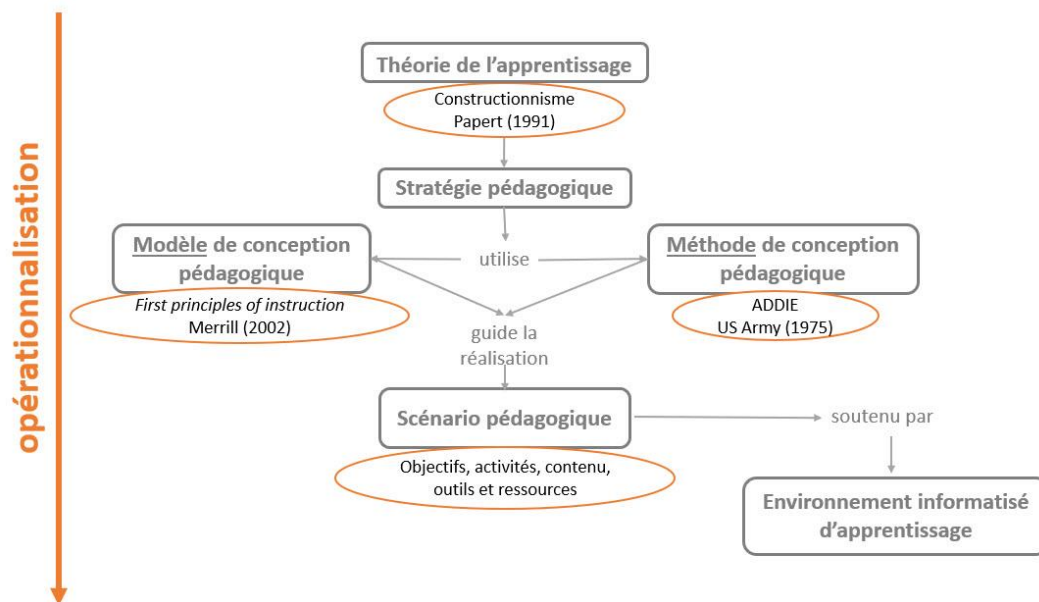 opérationnalisation
Théorie de l'apprentissage
Constructionnisme
Papert (1991)
Stratégie pédagogique
Modèle de conception
pédagogique
utilise
Méthode de conception
pédagogique
First principles of instruction
Merrill (2002)
ADDIE
US Army (1975)
guide la
réalisation
Scénario pédagogique
soutenu par
Objectifs, activités, contenu,
outils et ressources
Environnement informatisé
d'apprentissage